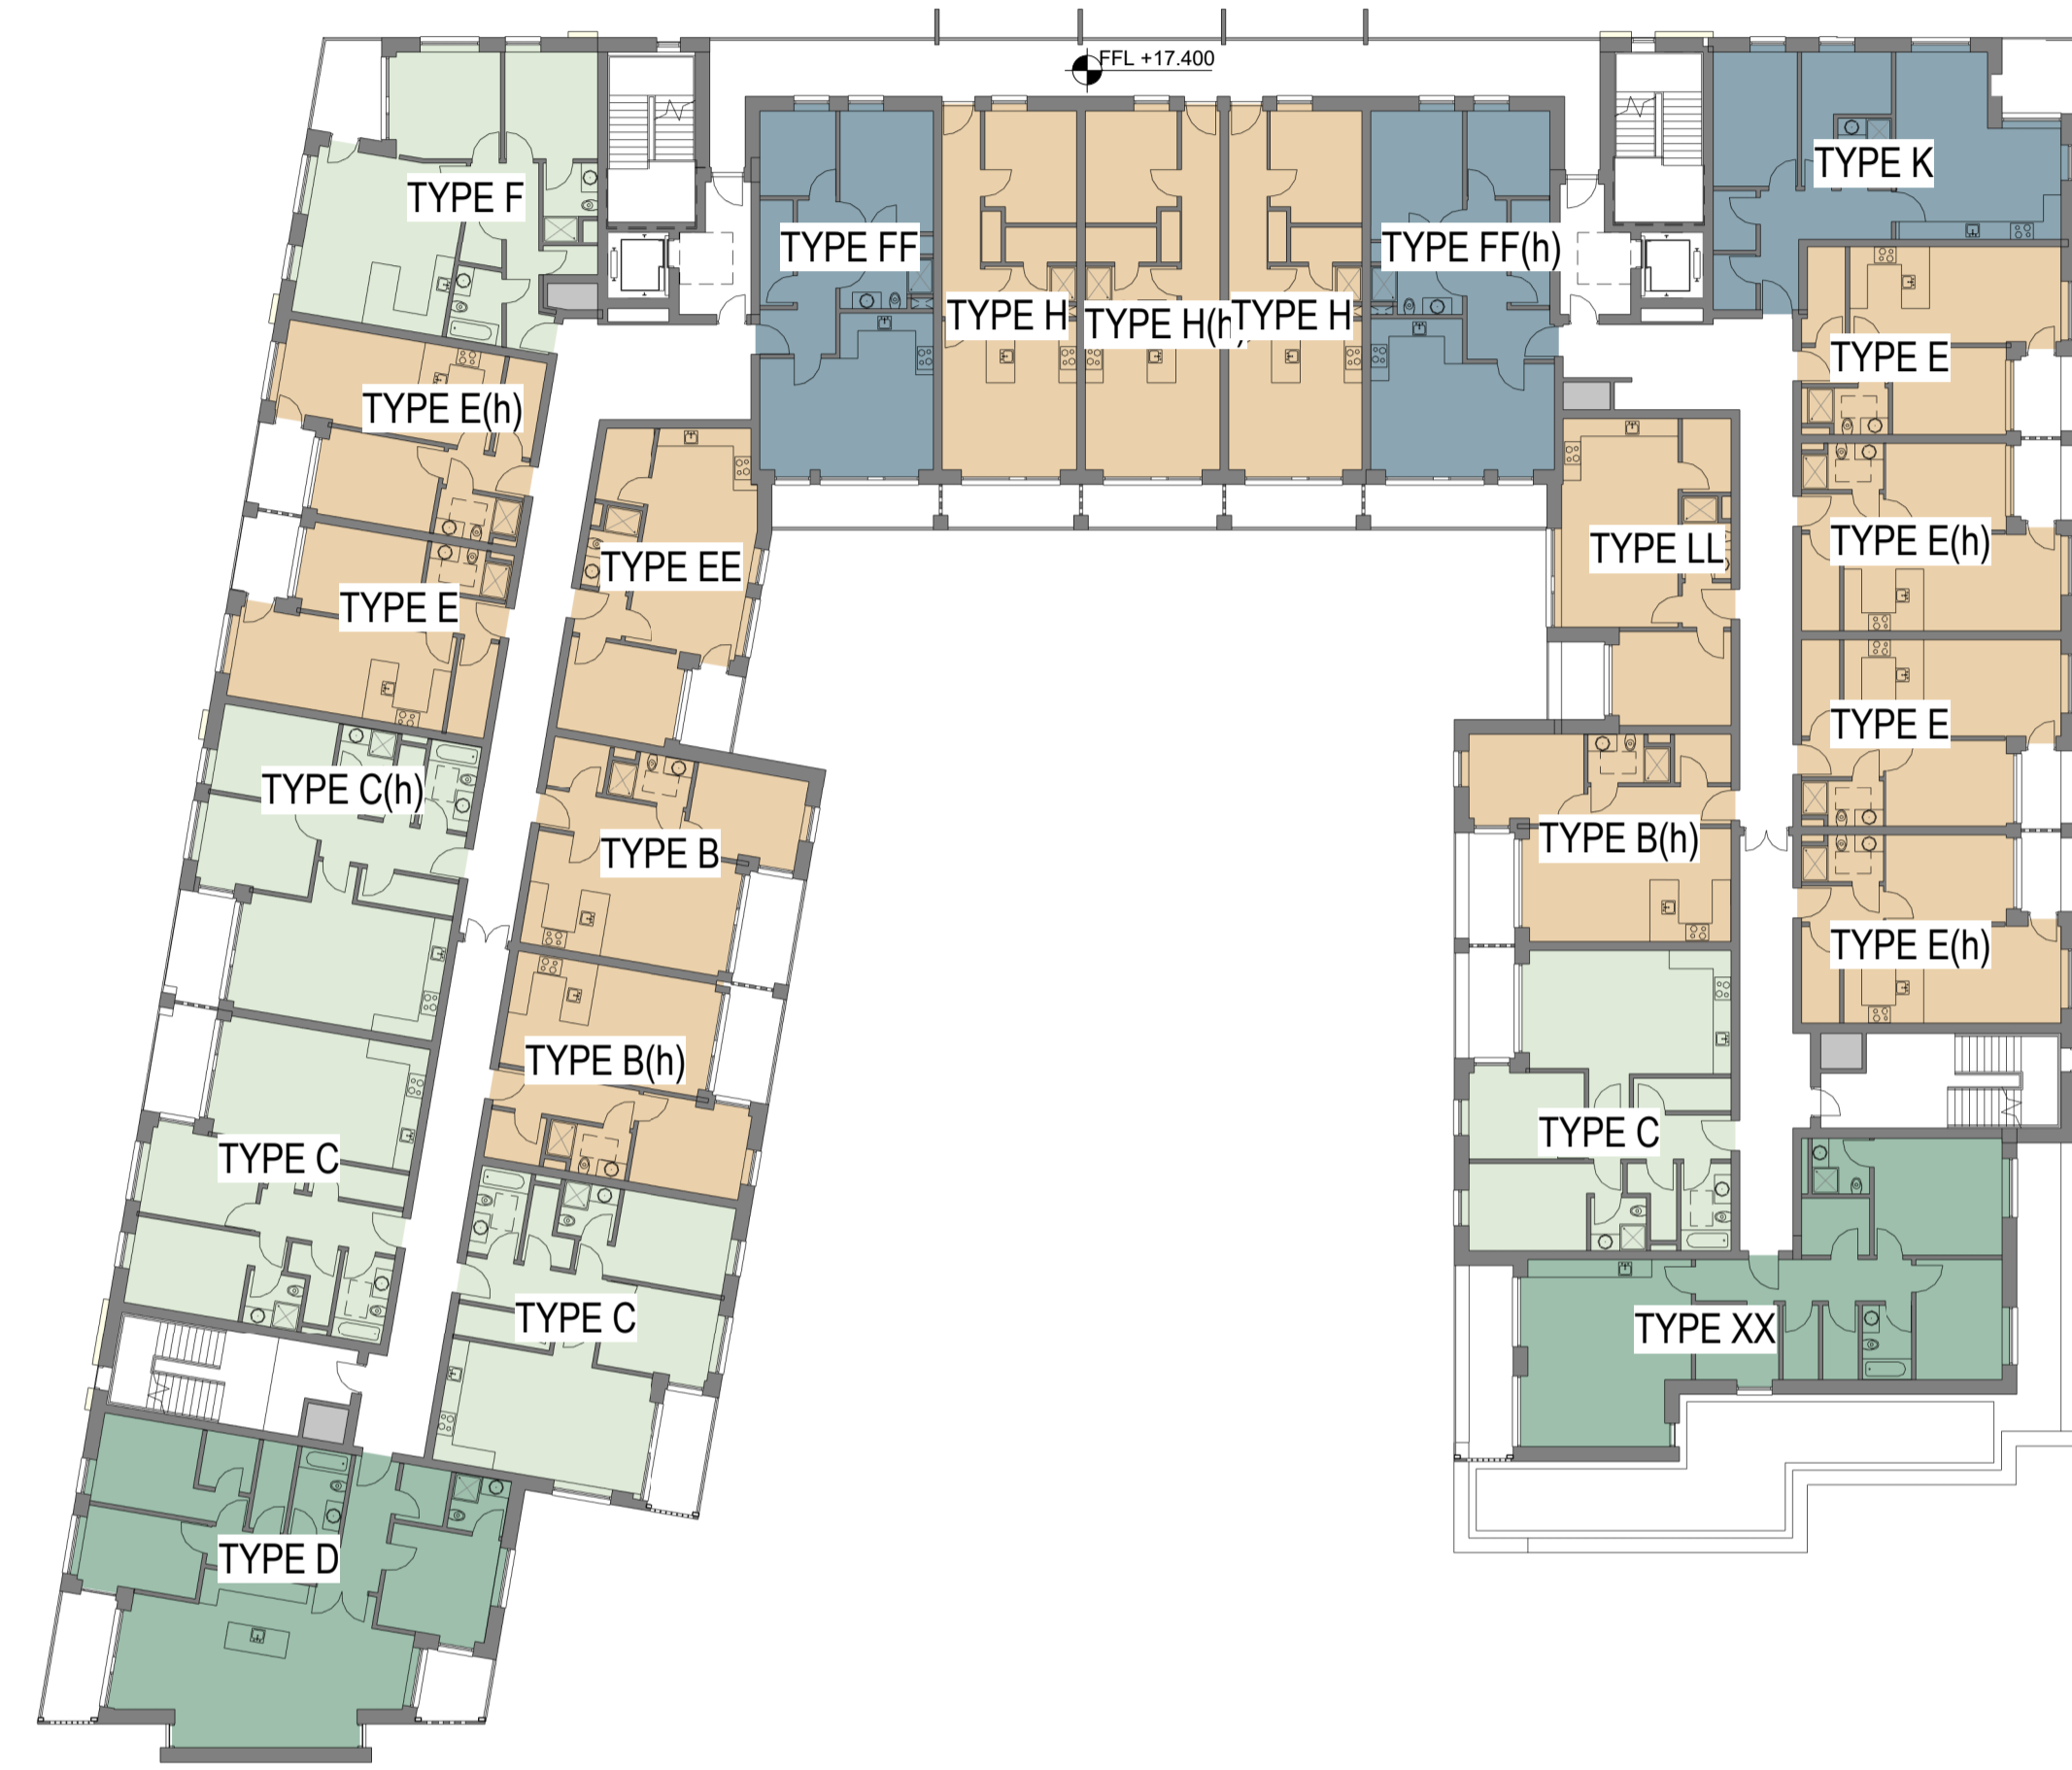 FFL +17.400
TYPE F
TYPE K
TYPE FF
TYPE FF(h)
TYPE H
TYPE H(h)
TYPE H
TYPE E
TYPE E(h)
TYPE E(h)
TYPE LL
TYPE EE
TYPE E
TYPE E
TYPE C(h)
TYPE B(h)
TYPE B
TYPE E(h)
TYPE B(h)
TYPE C
TYPE C
TYPE C
TYPE XX
TYPE D